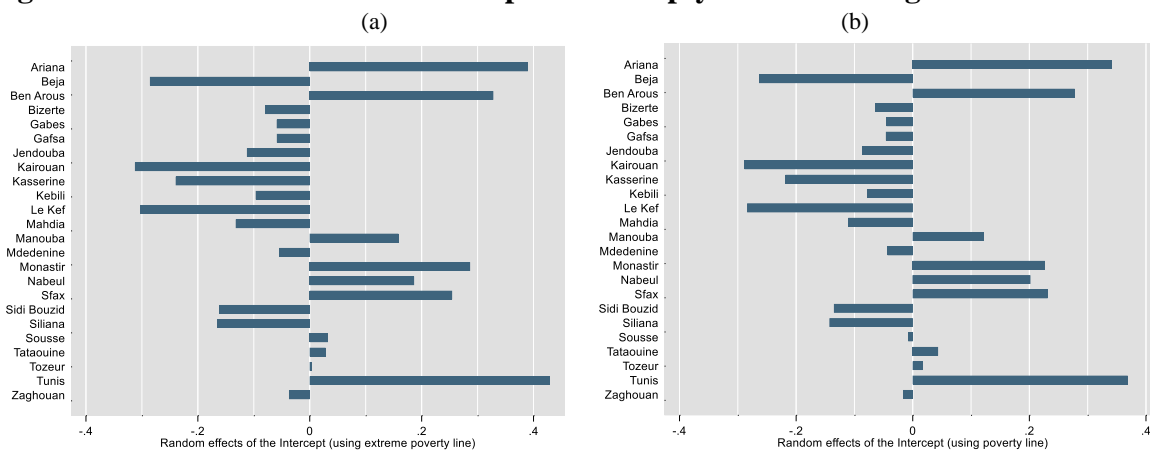 (a)
(b)
Ariana
Beja
Ben Arous
Bizerte
Gabes
Gafsa
Jendouba
Kairouan
Kasserine
Kebili
Le Kef
Mahdia
Manouba
Mdedenine
Monastir
Nabeul
Sfax
Sidi Bouzid
Siliana
Sousse
Tataouine
Tozeur
Tunis
Zaghouan
-.4 -.2 0 .2 .4
Random effects of the Intercept (using extreme poverty line)
Ariana
Beja
Ben Arous
Bizerte
Gabes
Gafsa
Jendouba
Kairouan
Kasserine
Kebili
Le Kef
Mahdia
Manouba
Mdedenine
Monastir
Nabeul
Sfax
Sidi Bouzid
Siliana
Sousse
Tataouine
Tozeur
Tunis
Zaghouan
-.4 -.2 0 .2 .4
Random effects of the Intercept (using poverty line)